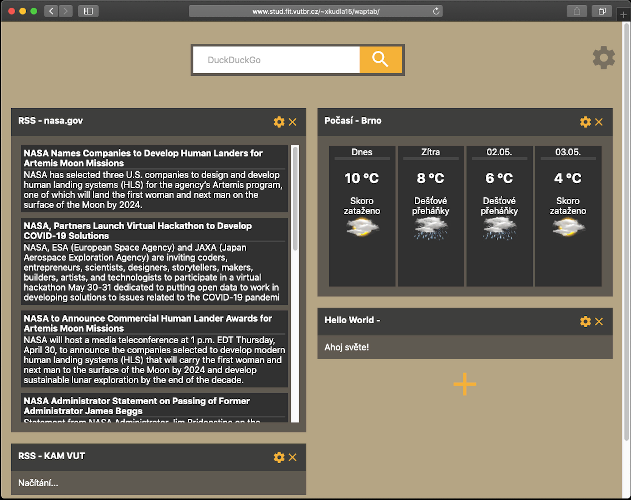 www.stud.fit.vutbr.cz/~xkudla15/waptab/
DuckDuckGo
RSS - nasa.gov
NASA Names Companies to Develop Human Landers for
Artemis Moon Missions
NASA has selected three U.S. companies to design and develop
human landing systems (HLS) for the agency's Artemis program,
one of which will land the first woman and next man on the
surface of the Moon by 2024.
NASA, Partners Launch Virtual Hackathon to Develop
COVID-19 Solutions
NASA, ESA (European Space Agency) and JAXA (Japan
Aerospace Exploration Agency) are inviting coders,
entrepreneurs, scientists, designers, storytellers, makers,
builders, artists, and technologists to participate in a virtual
hackathon May 30-31 dedicated to putting open data to work in
developing solutions to issues related to the COVID-19 pandemi
NASA to Announce Commercial Human Lander Awards for
Artemis Moon Missions
NASA will host a media teleconference at 1 p.m. EDT Thursday,
April 30, to announce the companies selected to develop modern
human landing systems (HLS) that will carry the first woman and
next man to the surface of the Moon by 2024 and develop
sustainable lunar exploration by the end of the decade.
NASA Administrator Statement on Passing of Former
Administrator James Beggs
Statement from NASA Administrator Jim Bridenstine on the
RSS - KAM VUT
Načítání...
Počasí - Brno
Dnes
10 °C
Skoro
zataženo
Zítra
8 °C
Dešťové
přeháňky
02.05.
6 °C
Dešťové
přeháňky
03.05.
4 °C
Skoro
zataženo
Hello World -
Ahoj světe!